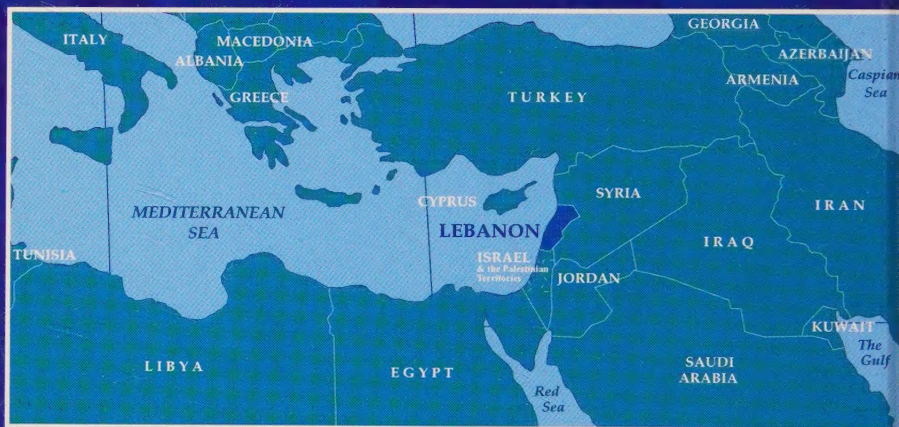 GEORGIA
ITALY
MACEDONIA
AZERBAIJAN
ALBANIA
ARMENIA
Caspian
Sea
GREECE
TURKEY
SYRIA
CYPRUS
IRAN
MEDITERRANEAN
SEA
LEBANON
IRAQ
TUNISIA
ISRAEL
& the Palestinian
Territories
JORDAN
KUWAIT
The
Gulf
LIBYA
EGYPT
SAUDI
ARABIA
Red
Sea